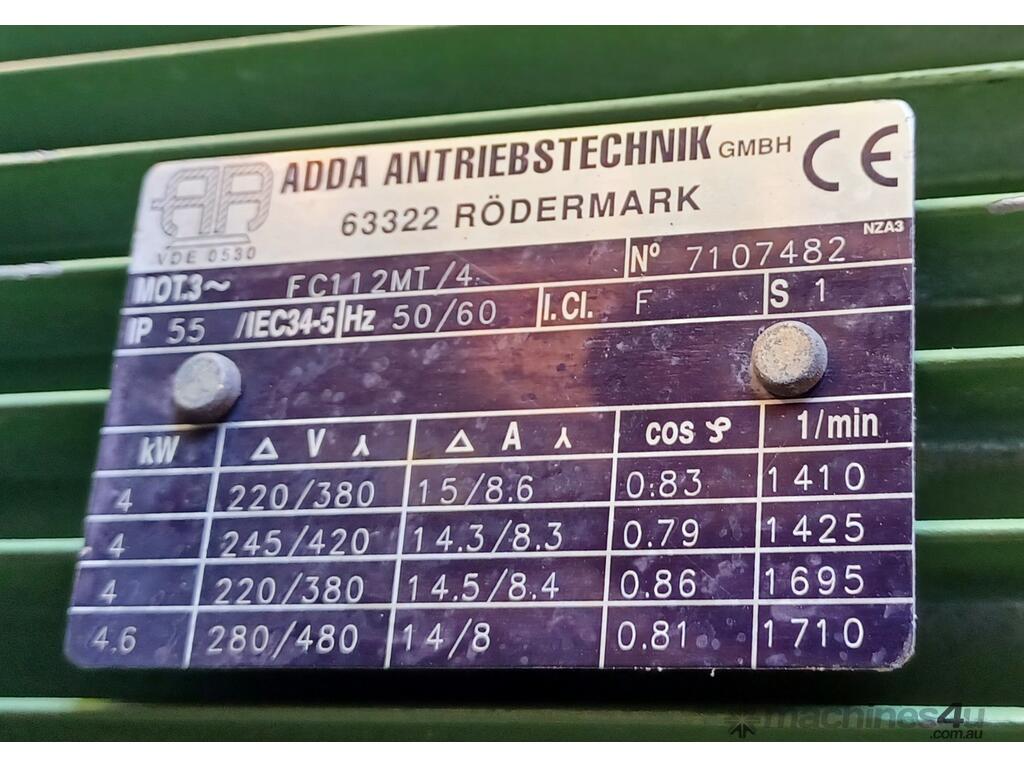 ADDA ANTRIEBSTECHNIK GMBH CE
63322 RÖDERMARK
VDE 0530
NZA3
MOT.3~ FC112MT/4 Nº 7107482
IP 55 /IEC34-5 Hz 50/60 I.Cl. F S 1
kW Δ V ⅄ Δ A ⅄ cos φ 1/min
4 220/380 15/8.6 0.83 1410
4 245/420 14.3/8.3 0.79 1425
4 220/380 14.5/8.4 0.86 1695
4.6 280/480 14/8 0.81 1710
machines4u
.com.au